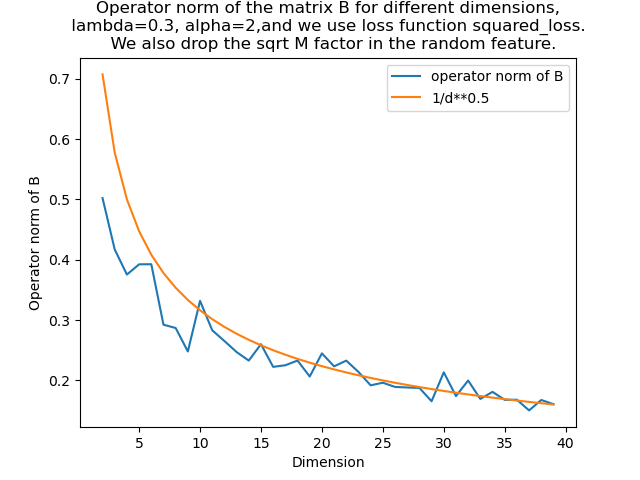 Operator norm of the matrix B for different dimensions,
lambda=0.3, alpha=2,and we use loss function squared_loss.
We also drop the sqrt M factor in the random feature.
operator norm of B
1/d**0.5
0.7
0.6
0.5
0.4
0.3
0.2
Operator norm of B
5 10 15 20 25 30 35 40
Dimension